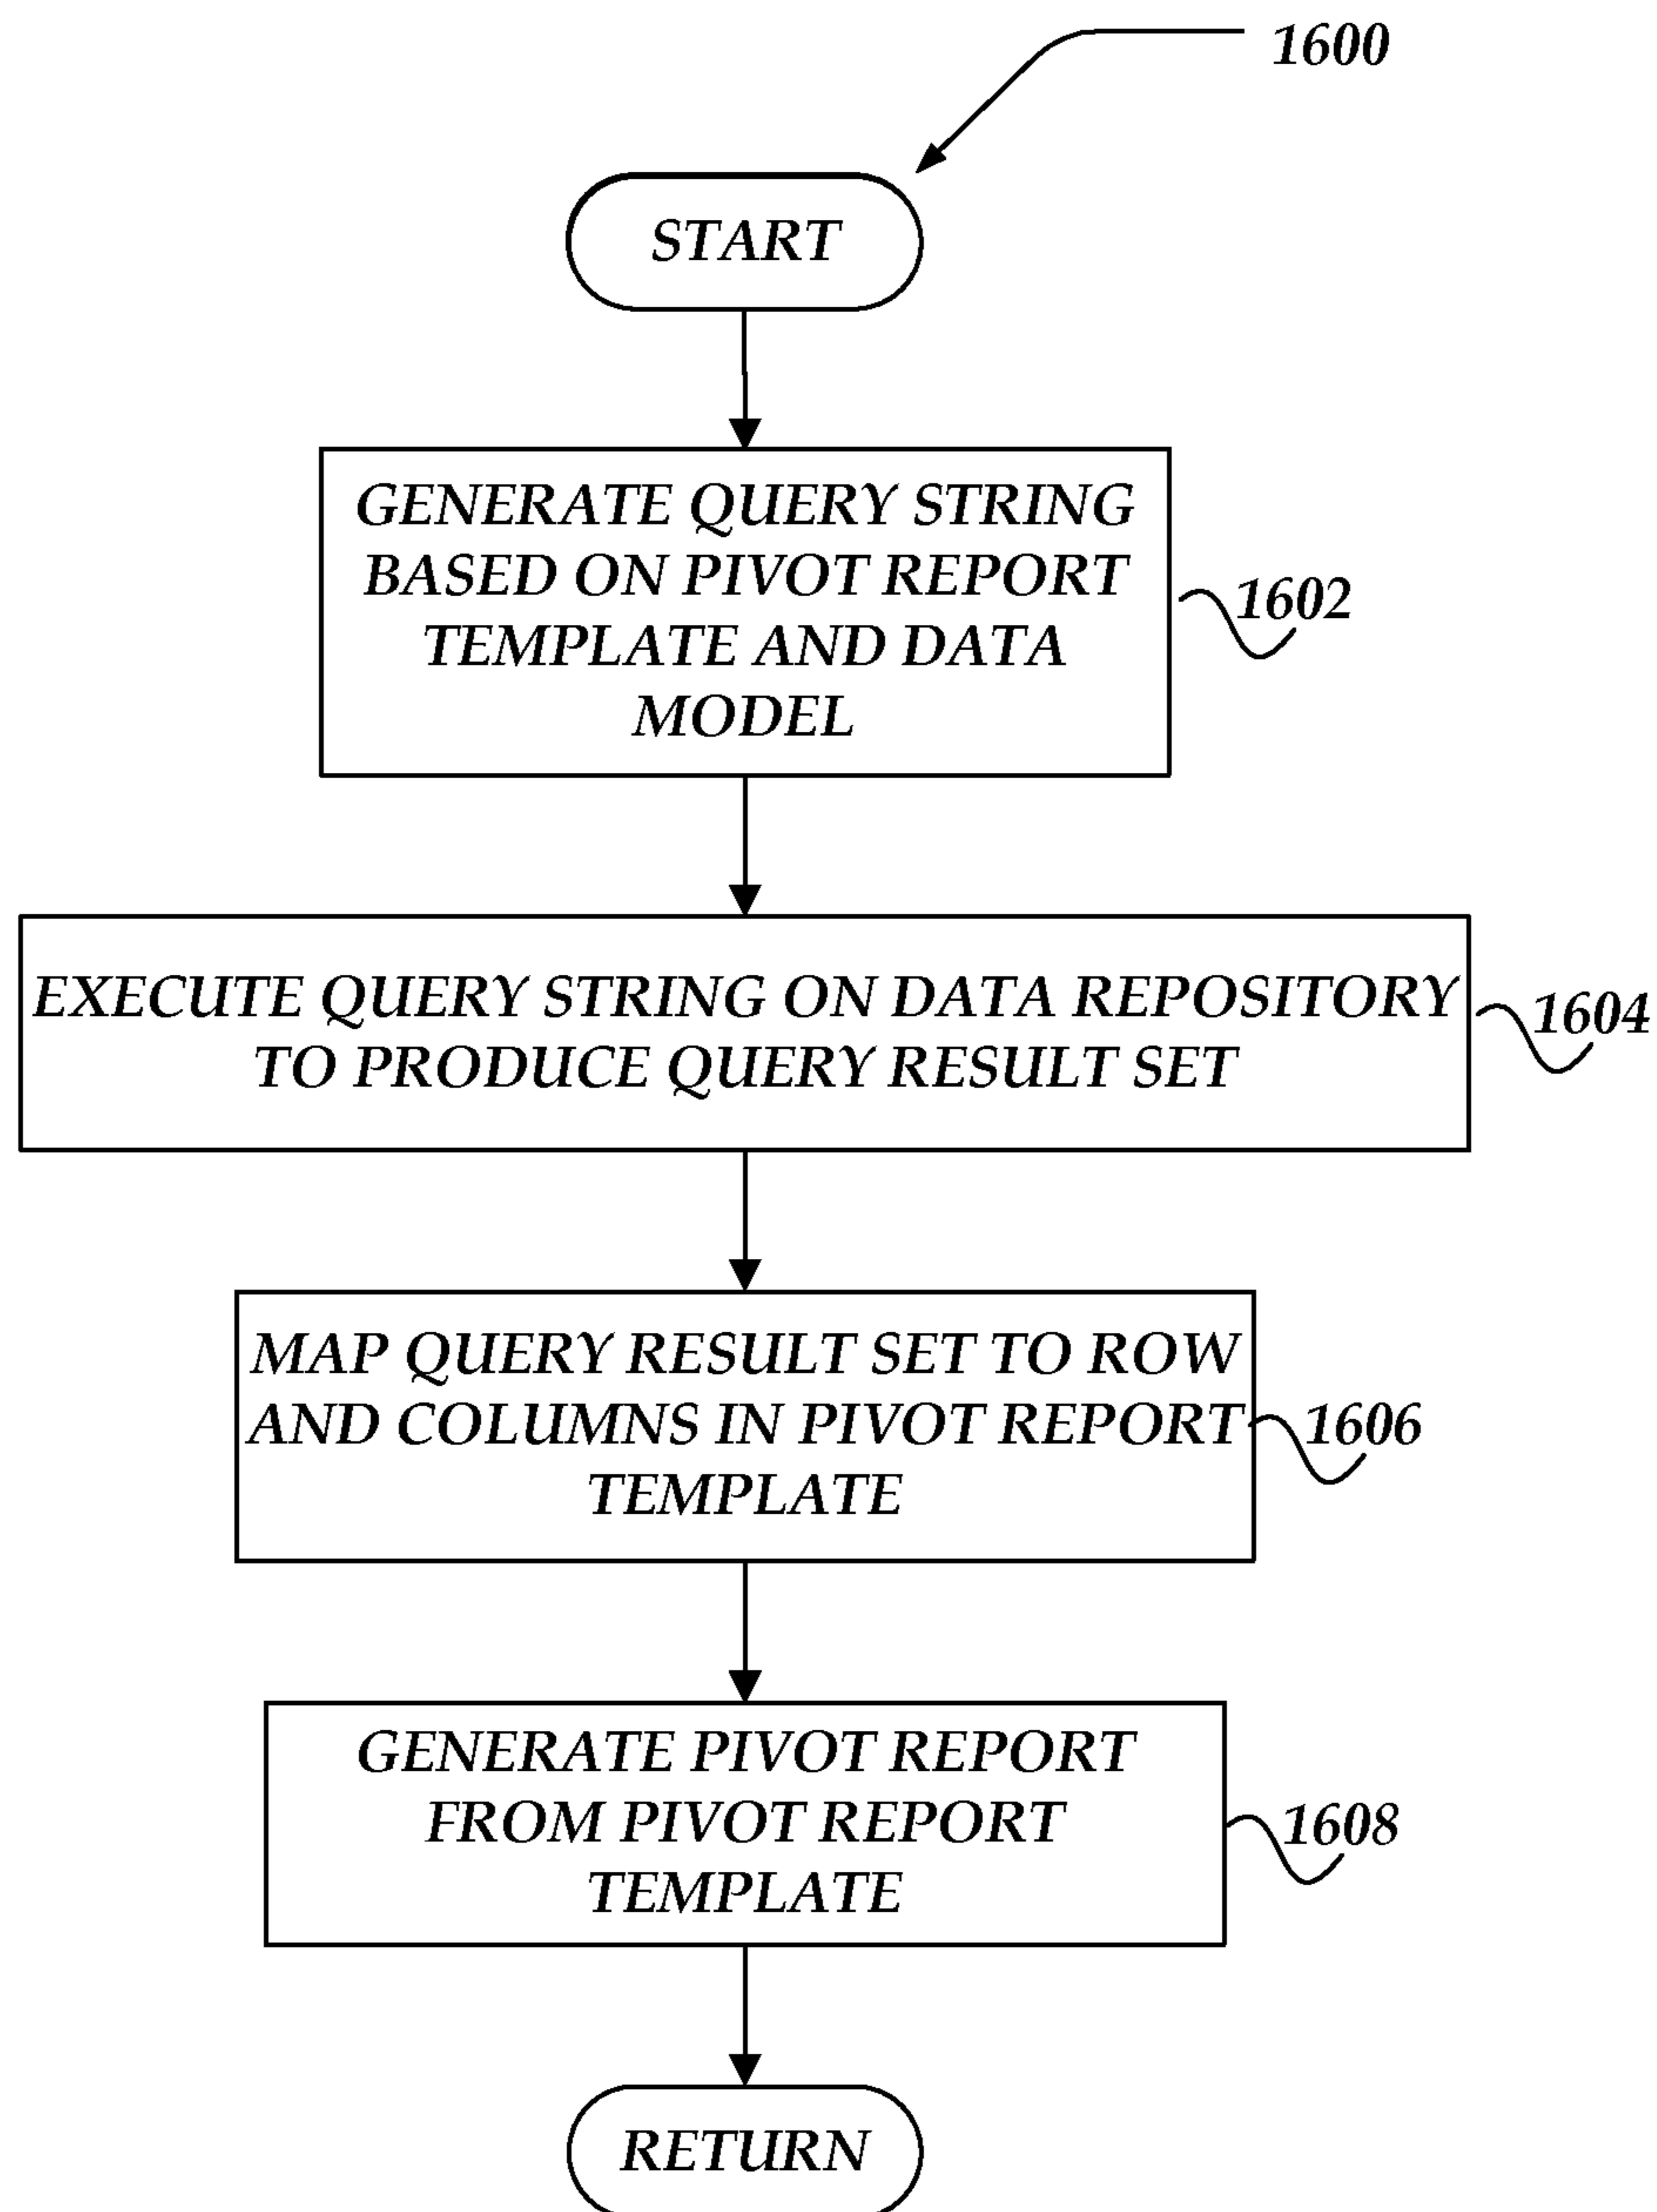 1600
START
GENERATE QUERY STRING
BASED ON PIVOT REPORT
TEMPLATE AND DATA
MODEL
1602
EXECUTE QUERY STRING ON DATA REPOSITORY
TO PRODUCE QUERY RESULT SET
1604
MAP QUERY RESULT SET TO ROW
AND COLUMNS IN PIVOT REPORT
TEMPLATE
1606
GENERATE PIVOT REPORT
FROM PIVOT REPORT
TEMPLATE
1608
RETURN